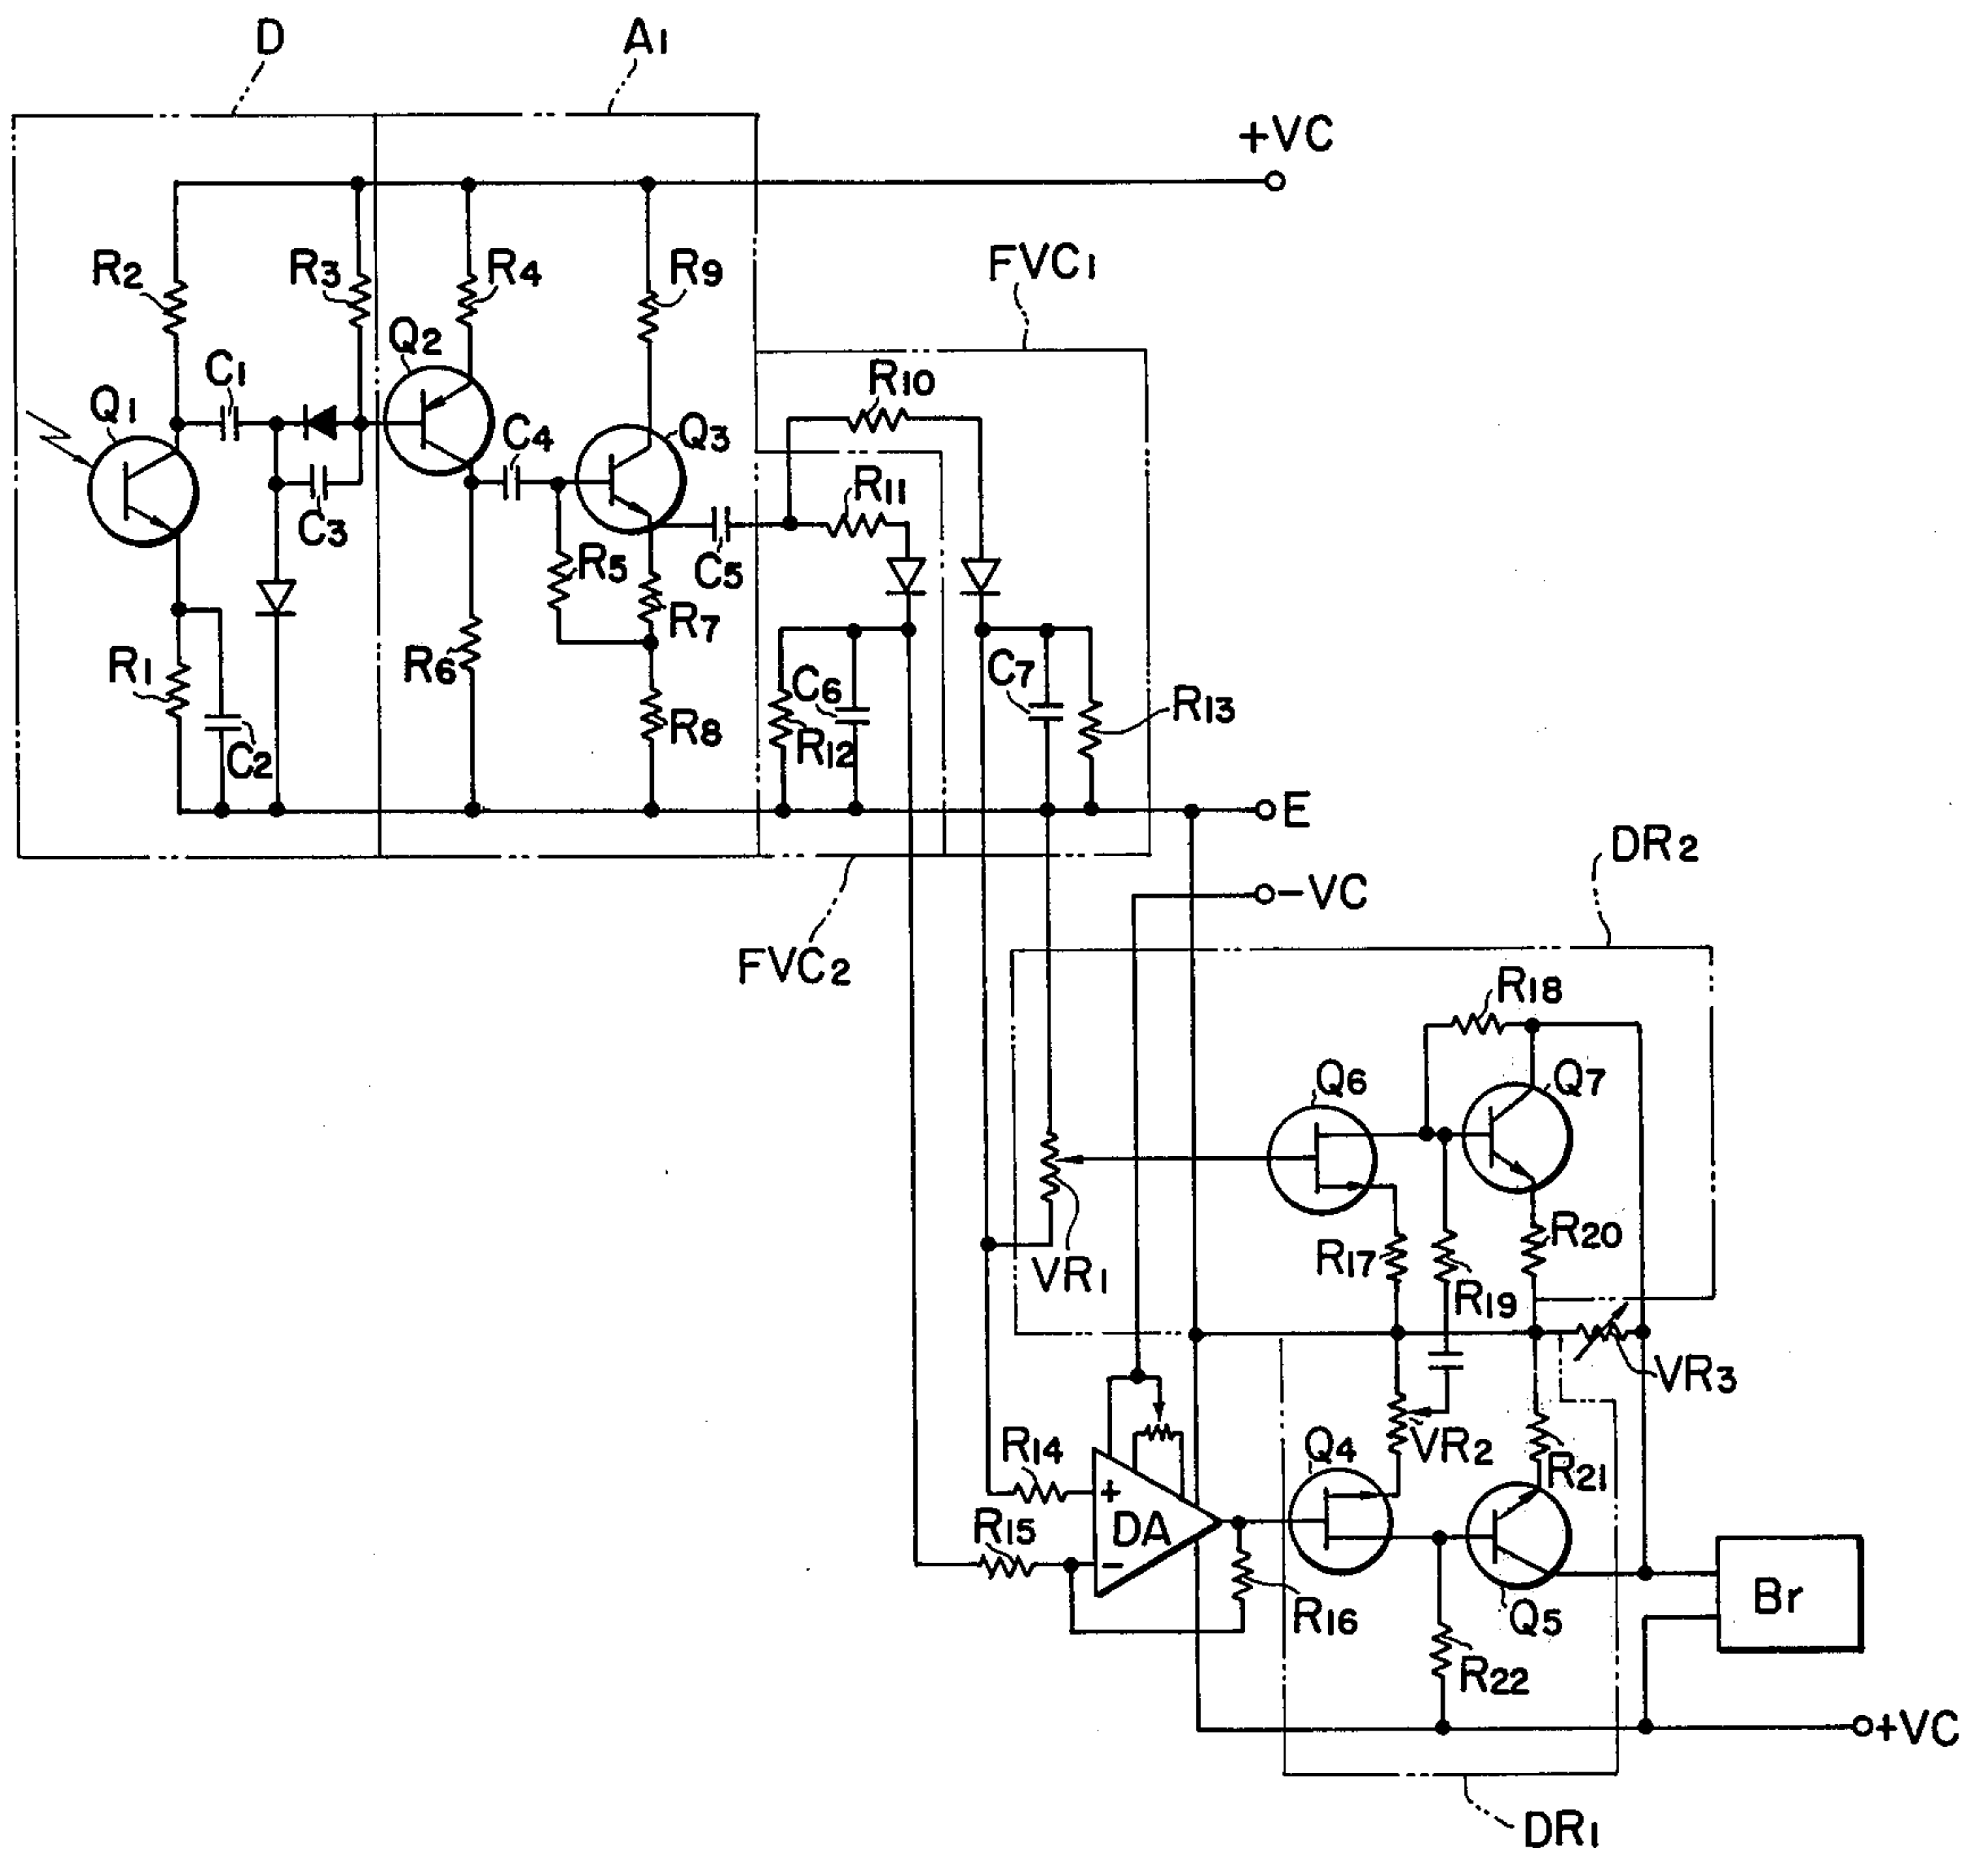 D
A1
+VC
R2
R3
R4
R9
FVC1
Q2
C1
R10
Q1
C4
Q3
R11
C3
R5
C5
R7
R1
R6
C6
C7
R13
R8
C2
R12
E
DR2
-VC
FVC2
R18
Q6
Q7
R20
R17
VR1
R19
VR3
R14
Q4
VR2
R21
+
DA
R15
-
R16
Q5
Br
R22
+VC
DR1